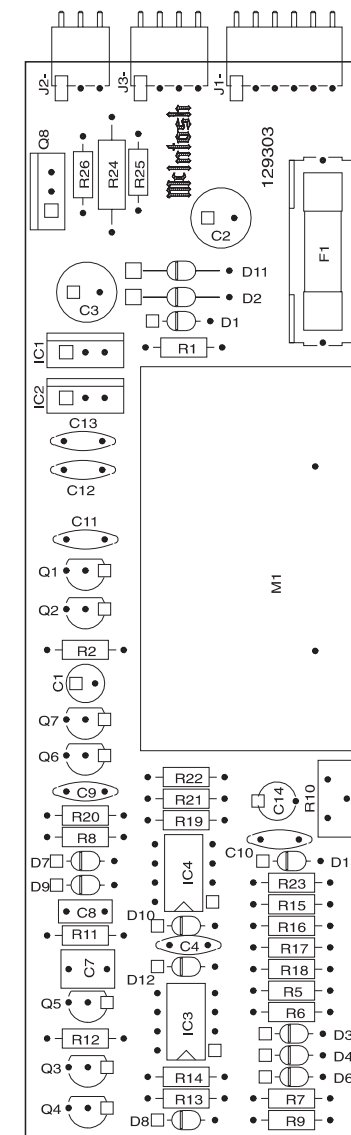 J2-
J3-
J1-
Q8
R26
R24
R25
McIntosh
129303
C2
F1
D11
C3
D2
D1
IC1
R1
IC2
C13
C12
C11
Q1
M1
Q2
R2
C1
Q7
Q6
R22
C9
R21
C14
R10
R20
R19
R8
C10
D7
IC4
D1
D9
R23
C8
D10
R15
R11
C4
R16
R17
C7
D12
R18
Q5
R5
IC3
R6
R12
D3
D4
Q3
R14
D6
R13
R7
Q4
D8
R9